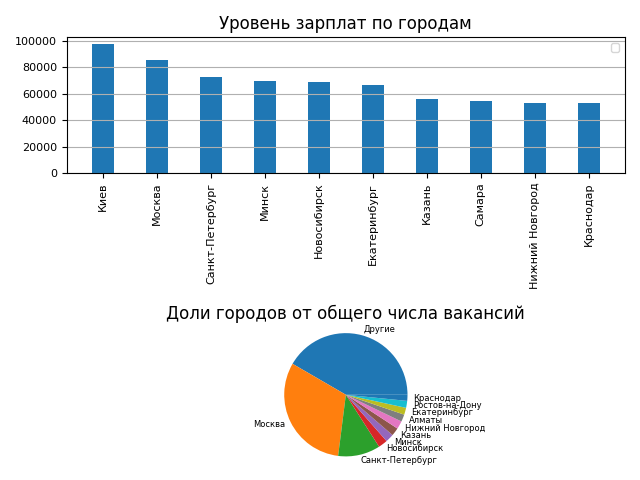 Уровень зарплат по городам
100000
80000
60000
40000
20000
0
Киев
Москва
Санкт-Петербург
Минск
Новосибирск
Екатеринбург
Казань
Самара
Нижний Новгород
Краснодар
Доли городов от общего числа вакансий
Другие
Москва
Санкт-Петербург
Новосибирск
Минск
Казань
Нижний Новгород
Алматы
Екатеринбург
Ростов-на-Дону
Краснодар